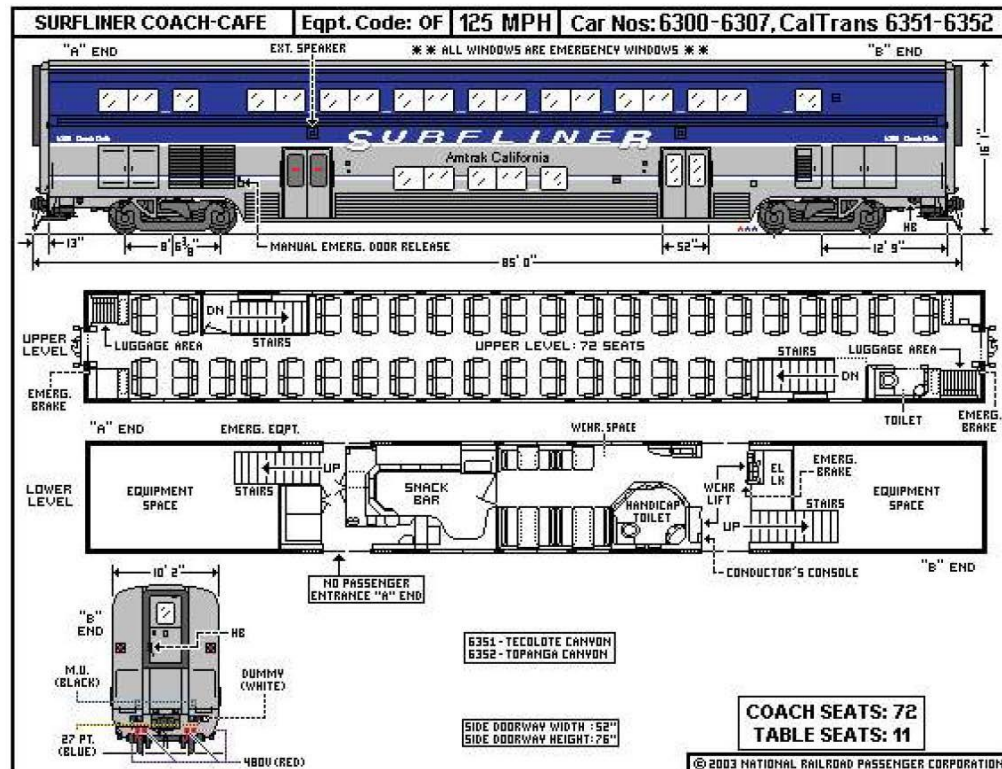 SURFLINER COACH-CAFE Eqpt. Code: OF 125 MPH Car Nos: 6300-6307, CalTrans 6351-6352
"A" END EXT. SPEAKER ** ALL WINDOWS ARE EMERGENCY WINDOWS ** "B" END
SURFLINER
Amtrak California
16' 1"
HB
13" 8' 6 3/8" MANUAL EMERG. DOOR RELEASE 52" 12' 9"
85' 0"
DN
UPPER LEVEL
LUGGAGE AREA STAIRS UPPER LEVEL: 72 SEATS STAIRS LUGGAGE AREA
DN
EMERG. BRAKE
TOILET
EMERG. BRAKE
"A" END EMERG. EQPT. WCHR. SPACE
LOWER LEVEL
EQUIPMENT SPACE
UP
STAIRS
SNACK BAR
HANDICAP TOILET
WCHR LIFT
EL LK
EMERG. BRAKE
STAIRS
UP
EQUIPMENT SPACE
"B" END
NO PASSENGER
ENTRANCE "A" END
CONDUCTOR'S CONSOLE
10' 2"
"B" END
HB
M.U. (BLACK)
DUMMY (WHITE)
27 PT. (BLUE)
480V (RED)
6351 - TECOLOTE CANYON
6352 - TOPANGA CANYON
SIDE DOORWAY WIDTH : 52"
SIDE DOORWAY HEIGHT: 76"
COACH SEATS: 72
TABLE SEATS: 11
© 2003 NATIONAL RAILROAD PASSENGER CORPORATION